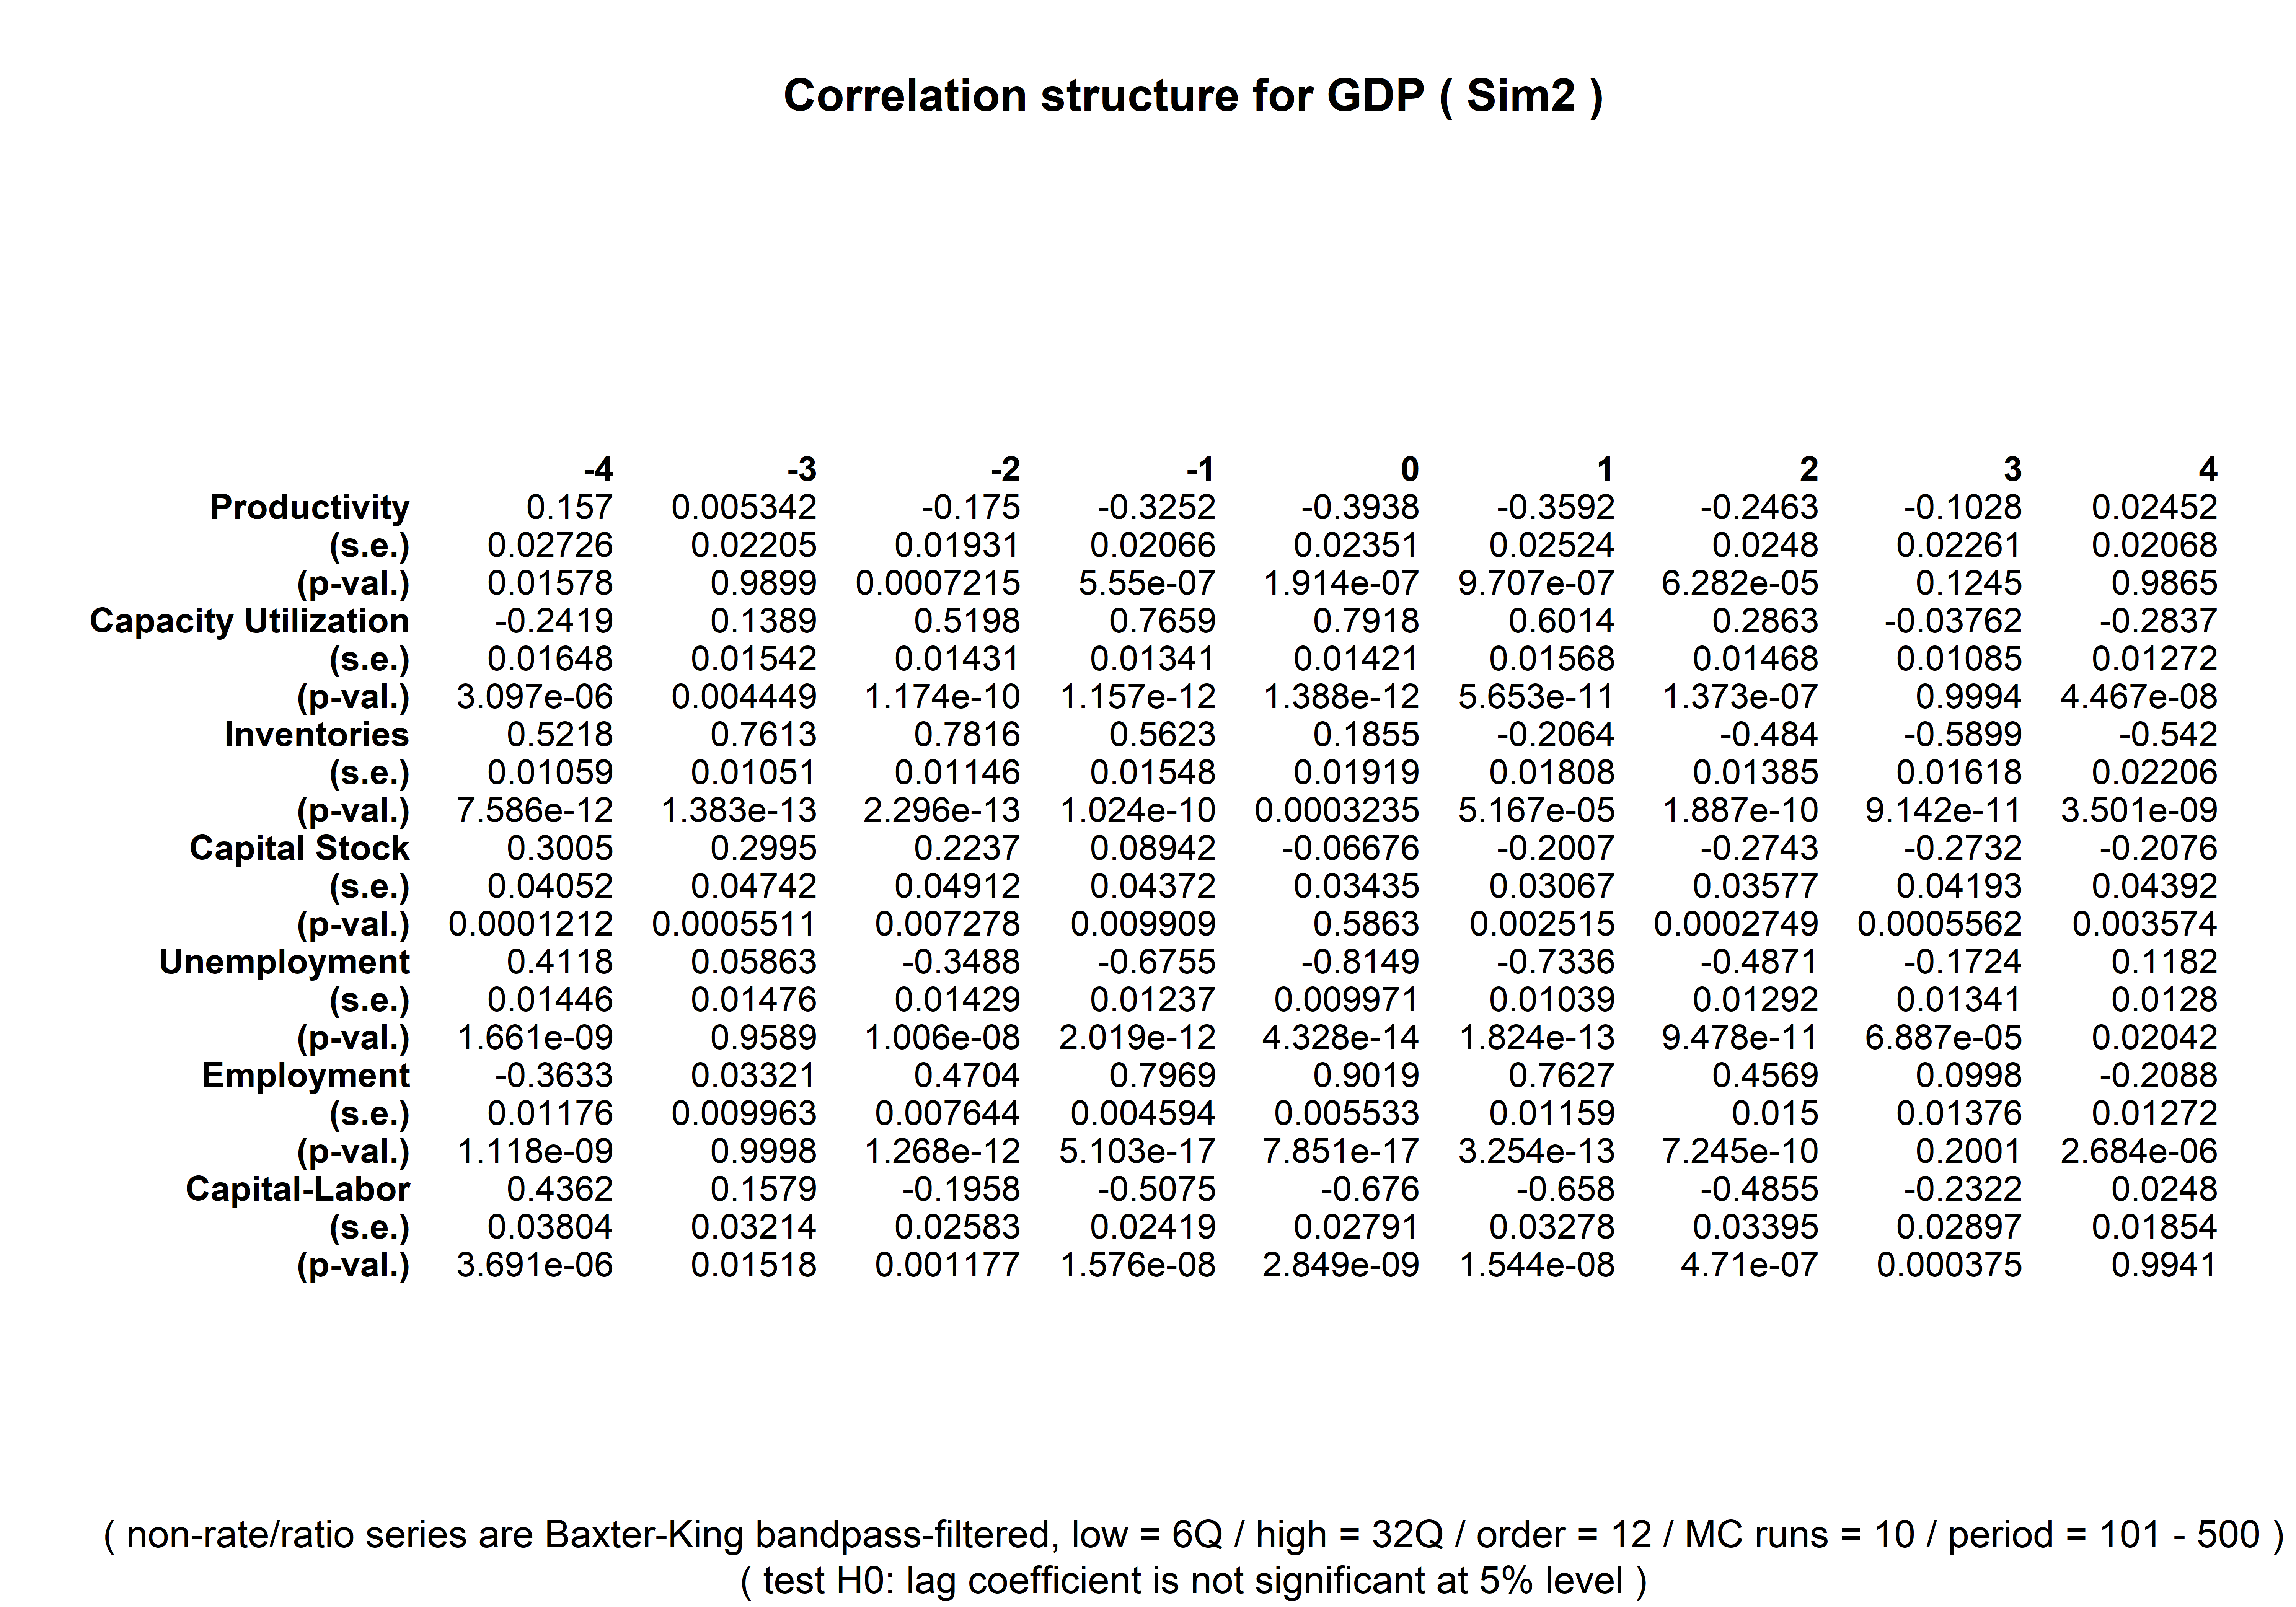 Correlation structure for GDP ( Sim2 )
-4 -3 -2 -1 0 1 2 3 4
Productivity 0.157 0.005342 -0.175 -0.3252 -0.3938 -0.3592 -0.2463 -0.1028 0.02452
(s.e.) 0.02726 0.02205 0.01931 0.02066 0.02351 0.02524 0.0248 0.02261 0.02068
(p-val.) 0.01578 0.9899 0.0007215 5.55e-07 1.914e-07 9.707e-07 6.282e-05 0.1245 0.9865
Capacity Utilization -0.2419 0.1389 0.5198 0.7659 0.7918 0.6014 0.2863 -0.03762 -0.2837
(s.e.) 0.01648 0.01542 0.01431 0.01341 0.01421 0.01568 0.01468 0.01085 0.01272
(p-val.) 3.097e-06 0.004449 1.174e-10 1.157e-12 1.388e-12 5.653e-11 1.373e-07 0.9994 4.467e-08
Inventories 0.5218 0.7613 0.7816 0.5623 0.1855 -0.2064 -0.484 -0.5899 -0.542
(s.e.) 0.01059 0.01051 0.01146 0.01548 0.01919 0.01808 0.01385 0.01618 0.02206
(p-val.) 7.586e-12 1.383e-13 2.296e-13 1.024e-10 0.0003235 5.167e-05 1.887e-10 9.142e-11 3.501e-09
Capital Stock 0.3005 0.2995 0.2237 0.08942 -0.06676 -0.2007 -0.2743 -0.2732 -0.2076
(s.e.) 0.04052 0.04742 0.04912 0.04372 0.03435 0.03067 0.03577 0.04193 0.04392
(p-val.) 0.0001212 0.0005511 0.007278 0.009909 0.5863 0.002515 0.0002749 0.0005562 0.003574
Unemployment 0.4118 0.05863 -0.3488 -0.6755 -0.8149 -0.7336 -0.4871 -0.1724 0.1182
(s.e.) 0.01446 0.01476 0.01429 0.01237 0.009971 0.01039 0.01292 0.01341 0.0128
(p-val.) 1.661e-09 0.9589 1.006e-08 2.019e-12 4.328e-14 1.824e-13 9.478e-11 6.887e-05 0.02042
Employment -0.3633 0.03321 0.4704 0.7969 0.9019 0.7627 0.4569 0.0998 -0.2088
(s.e.) 0.01176 0.009963 0.007644 0.004594 0.005533 0.01159 0.015 0.01376 0.01272
(p-val.) 1.118e-09 0.9998 1.268e-12 5.103e-17 7.851e-17 3.254e-13 7.245e-10 0.2001 2.684e-06
Capital-Labor 0.4362 0.1579 -0.1958 -0.5075 -0.676 -0.658 -0.4855 -0.2322 0.0248
(s.e.) 0.03804 0.03214 0.02583 0.02419 0.02791 0.03278 0.03395 0.02897 0.01854
(p-val.) 3.691e-06 0.01518 0.001177 1.576e-08 2.849e-09 1.544e-08 4.71e-07 0.000375 0.9941
( non-rate/ratio series are Baxter-King bandpass-filtered, low = 6Q / high = 32Q / order = 12 / MC runs = 10 / period = 101 - 500 )
( test H0: lag coefficient is not significant at 5% level )